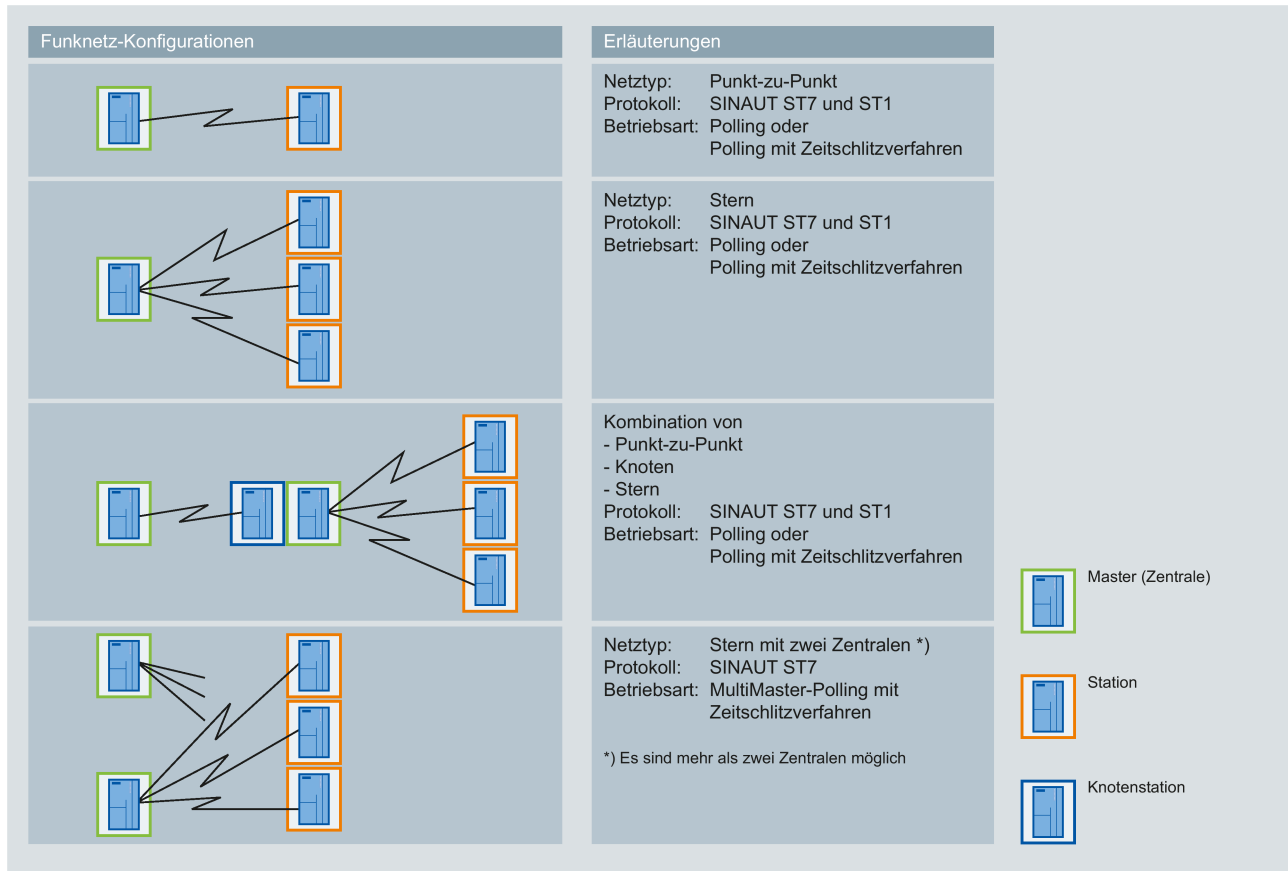 Funknetz-Konfigurationen
Erläuterungen
Netztyp: Punkt-zu-Punkt
Protokoll: SINAUT ST7 und ST1
Betriebsart: Polling oder
Polling mit Zeitschlitzverfahren
Netztyp: Stern
Protokoll: SINAUT ST7 und ST1
Betriebsart: Polling oder
Polling mit Zeitschlitzverfahren
Kombination von
- Punkt-zu-Punkt
- Knoten
- Stern
Protokoll: SINAUT ST7 und ST1
Betriebsart: Polling oder
Polling mit Zeitschlitzverfahren
Netztyp: Stern mit zwei Zentralen *)
Protokoll: SINAUT ST7
Betriebsart: MultiMaster-Polling mit
Zeitschlitzverfahren
*) Es sind mehr als zwei Zentralen möglich
Master (Zentrale)
Station
Knotenstation